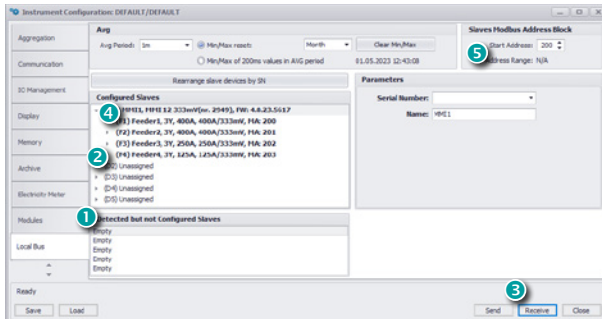 Instrument Configuration: DEFAULT/DEFAULT
Aggregation
Communication
IO Management
Display
Memory
Archive
Electricity Meter
Modules
Local Bus
Avg
Avg Period: 1m
Min/Max reset: Month
Clear Min/Max
Min/Max of 200ms values in AVG period
01.05.2023 12:43:08
Slaves Modbus Address Block
5
Start Address: 200
Address Range: N/A
Rearrange slave devices by SN
Configured Slaves
4
MMI1, MMI12 333mV(nr. 2949), FW: 4.8.23.5617
(F1) Feeder1, 3Y, 400A, 400A/333mV, MA: 200
(F2) Feeder2, 3Y, 400A, 400A/333mV, MA: 201
(F3) Feeder3, 3Y, 250A, 250A/333mV, MA: 202
2
(F4) Feeder4, 3Y, 125A, 125A/333mV, MA: 203
(D2) Unassigned
(D3) Unassigned
(D4) Unassigned
(D5) Unassigned
Parameters
Serial Number:
Name: MMI1
1
Detected but not Configured Slaves
Empty
Empty
Empty
Empty
Empty
3
Ready
Save
Load
Send
Receive
Close